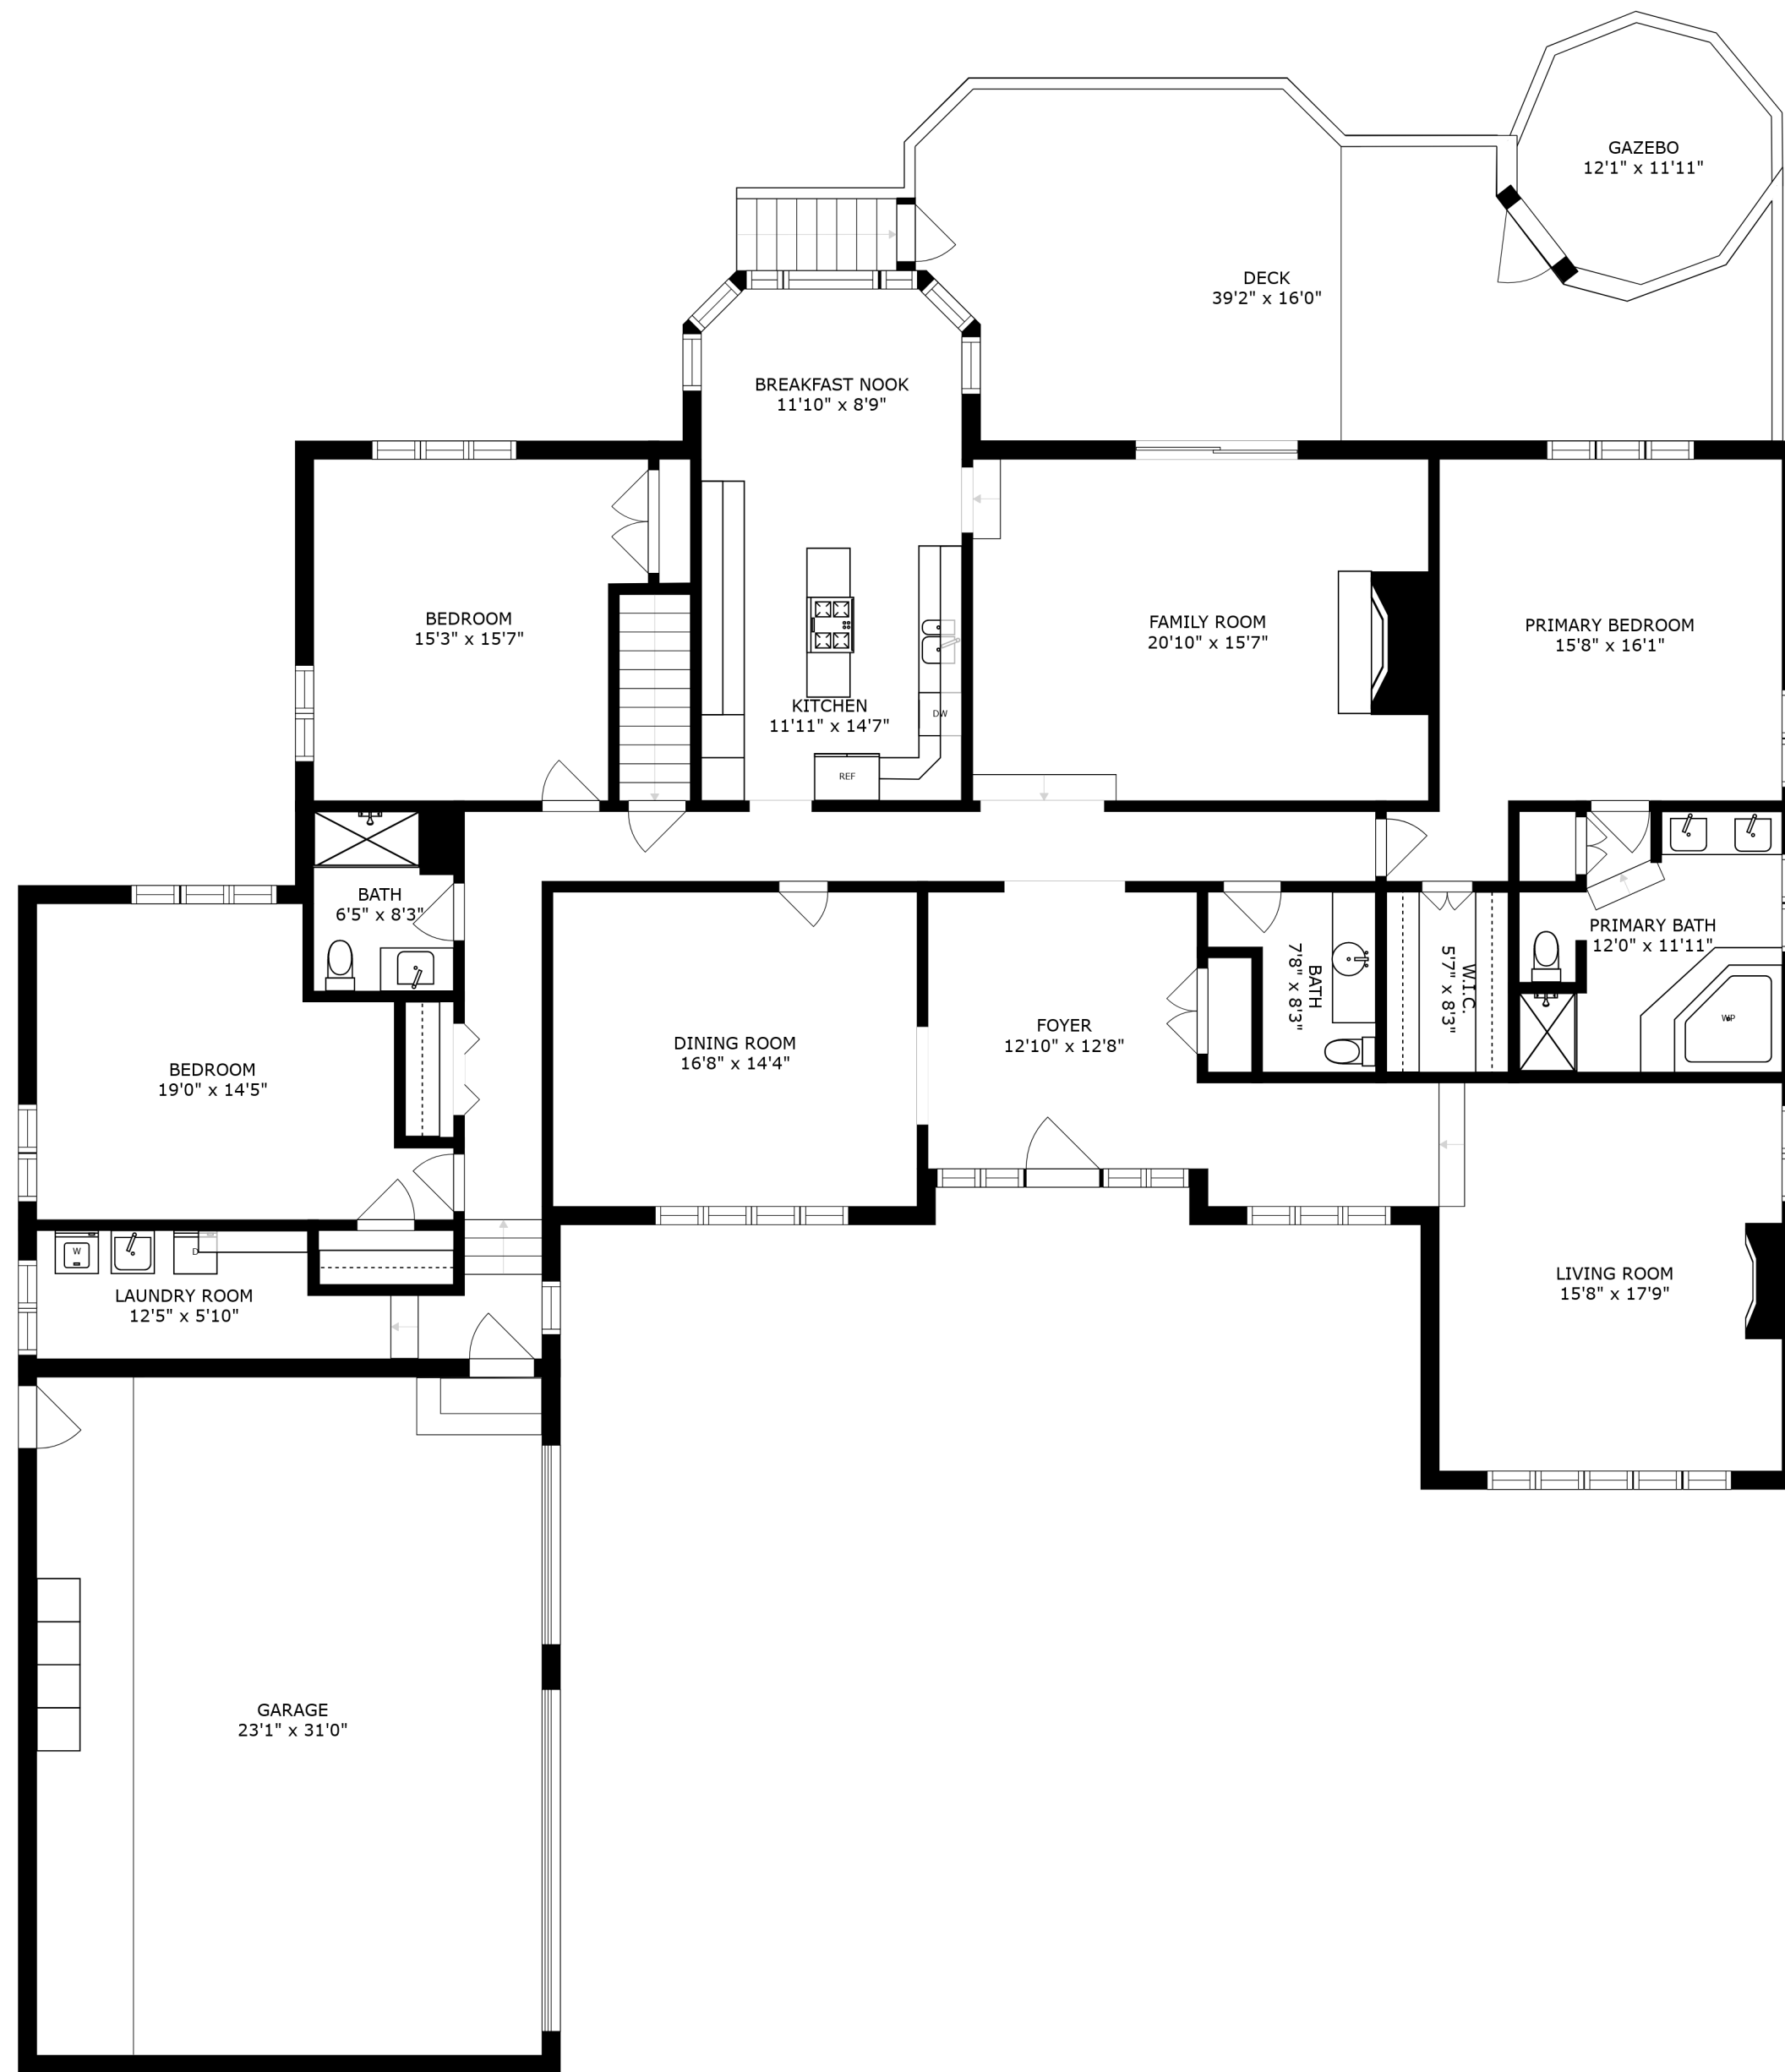 GAZEBO
12'1" x 11'11"
DECK
39'2" x 16'0"
BREAKFAST NOOK
11'10" x 8'9"
BEDROOM
15'3" x 15'7"
FAMILY ROOM
20'10" x 15'7"
PRIMARY BEDROOM
15'8" x 16'1"
KITCHEN
11'11" x 14'7"
DW
REF
BATH
6'5" x 8'3"
PRIMARY BATH
12'0" x 11'11"
BATH
7'8" x 8'3"
W.I.C.
5'7" x 8'3"
WP
FOYER
12'10" x 12'8"
DINING ROOM
16'8" x 14'4"
BEDROOM
19'0" x 14'5"
W
D
LAUNDRY ROOM
12'5" x 5'10"
LIVING ROOM
15'8" x 17'9"
GARAGE
23'1" x 31'0"